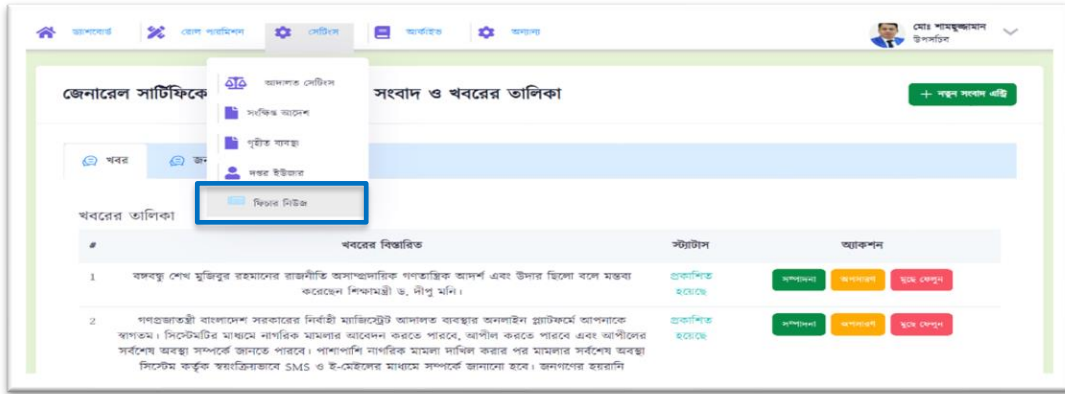 ড্যাশবোর্ড রোল পারমিশন সেটিংস আর্কাইভ অন্যান্য
মোঃ শামছুজ্জামান
উপসচিব
আদালত সেটিংস
সংক্ষিপ্ত আদেশ
গৃহীত ব্যবস্থা
দপ্তর ইউজার
ফিচার নিউজ
জেনারেল সার্টিফিকে সংবাদ ও খবরের তালিকা
+ নতুন সংবাদ এন্ট্রি
খবর জন
খবরের তালিকা
# খবরের বিস্তারিত স্ট্যাটাস অ্যাকশন
1 বঙ্গবন্ধু শেখ মুজিবুর রহমানের রাজনীতি অসাম্প্রদায়িক গণতান্ত্রিক আদর্শ এবং উদার ছিলো বলে মন্তব্য
করেছেন শিক্ষামন্ত্রী ড. দীপু মনি।
প্রকাশিত
হয়েছে
সম্পাদনা অপসারণ মুছে ফেলুন
2 গণপ্রজাতন্ত্রী বাংলাদেশ সরকারের নির্বাহী ম্যাজিস্ট্রেট আদালত ব্যবস্থার অনলাইন প্ল্যাটফর্মে আপনাকে
স্বাগতম। সিস্টেমটির মাধ্যমে নাগরিক মামলার আবেদন করতে পারবে, আপীল করতে পারবে এবং আপীলের
সর্বশেষ অবস্থা সম্পর্কে জানতে পারবে। পাশাপাশি নাগরিক মামলা দাখিল করার পর মামলার সর্বশেষ অবস্থা
সিস্টেম কর্তৃক স্বয়ংক্রিয়ভাবে SMS ও ই-মেইলের মাধ্যমে সম্পর্কে জানানো হবে। জনগণের হয়রানি
প্রকাশিত
হয়েছে
সম্পাদনা অপসারণ মুছে ফেলুন